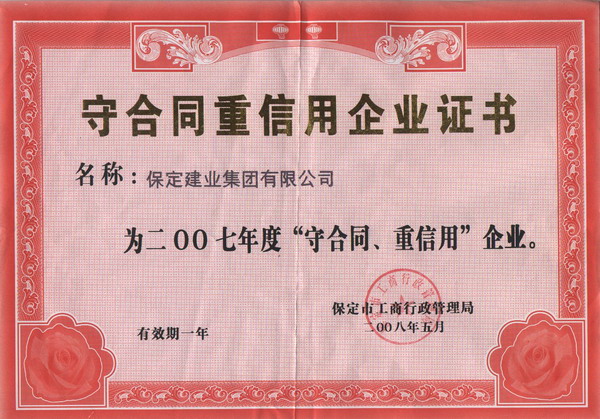 守合同重信用企业证书
名称：保定建业集团有限公司
为二00七年度“守合同、重信用”企业。
保定市工商行政管理局
有效期一年
二00八年五月